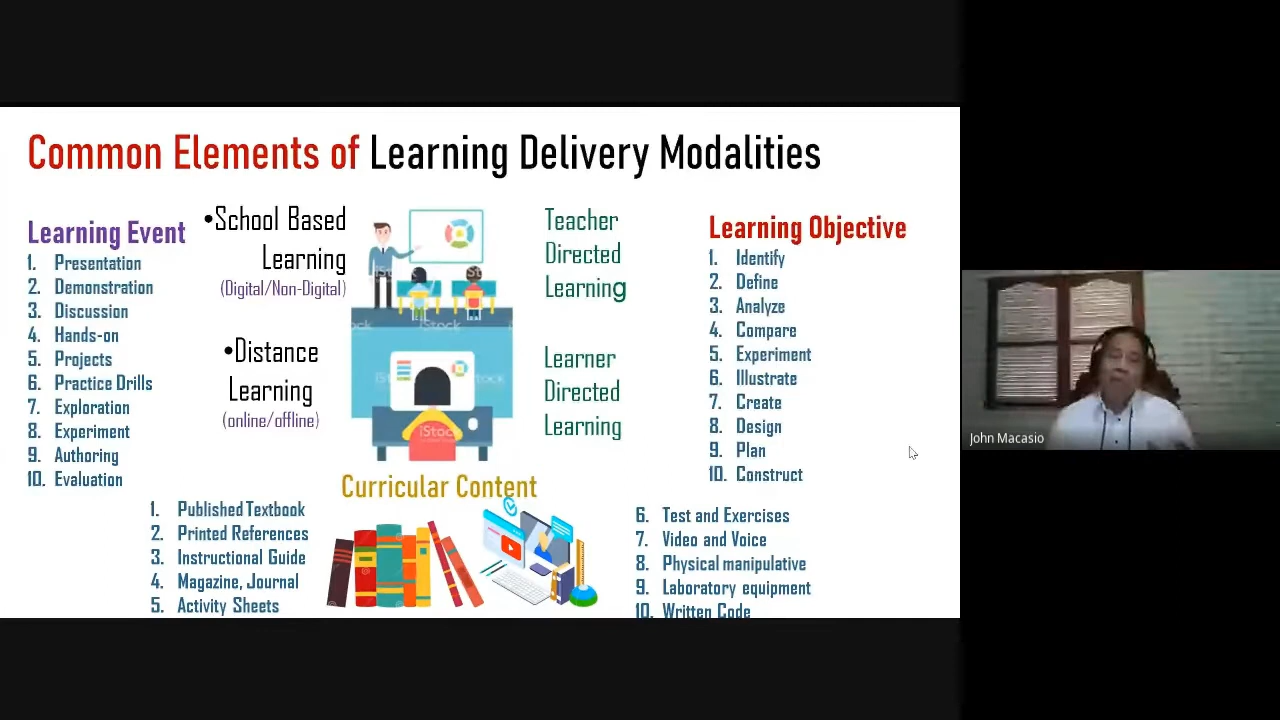 Common Elements of Learning Delivery Modalities
Learning Event
1. Presentation
2. Demonstration
3. Discussion
4. Hands-on
5. Projects
6. Practice Drills
7. Exploration
8. Experiment
9. Authoring
10. Evaluation
•School Based
Learning
(Digital/Non-Digital)
•Distance
Learning
(online/offline)
iStock
iStock
Teacher
Directed
Learning
Learner
Directed
Learning
Learning Objective
1. Identify
2. Define
3. Analyze
4. Compare
5. Experiment
6. Illustrate
7. Create
8. Design
9. Plan
10. Construct
Curricular Content
1. Published Textbook
2. Printed References
3. Instructional Guide
4. Magazine, Journal
5. Activity Sheets
6. Test and Exercises
7. Video and Voice
8. Physical manipulative
9. Laboratory equipment
10. Written Code
John Macasio